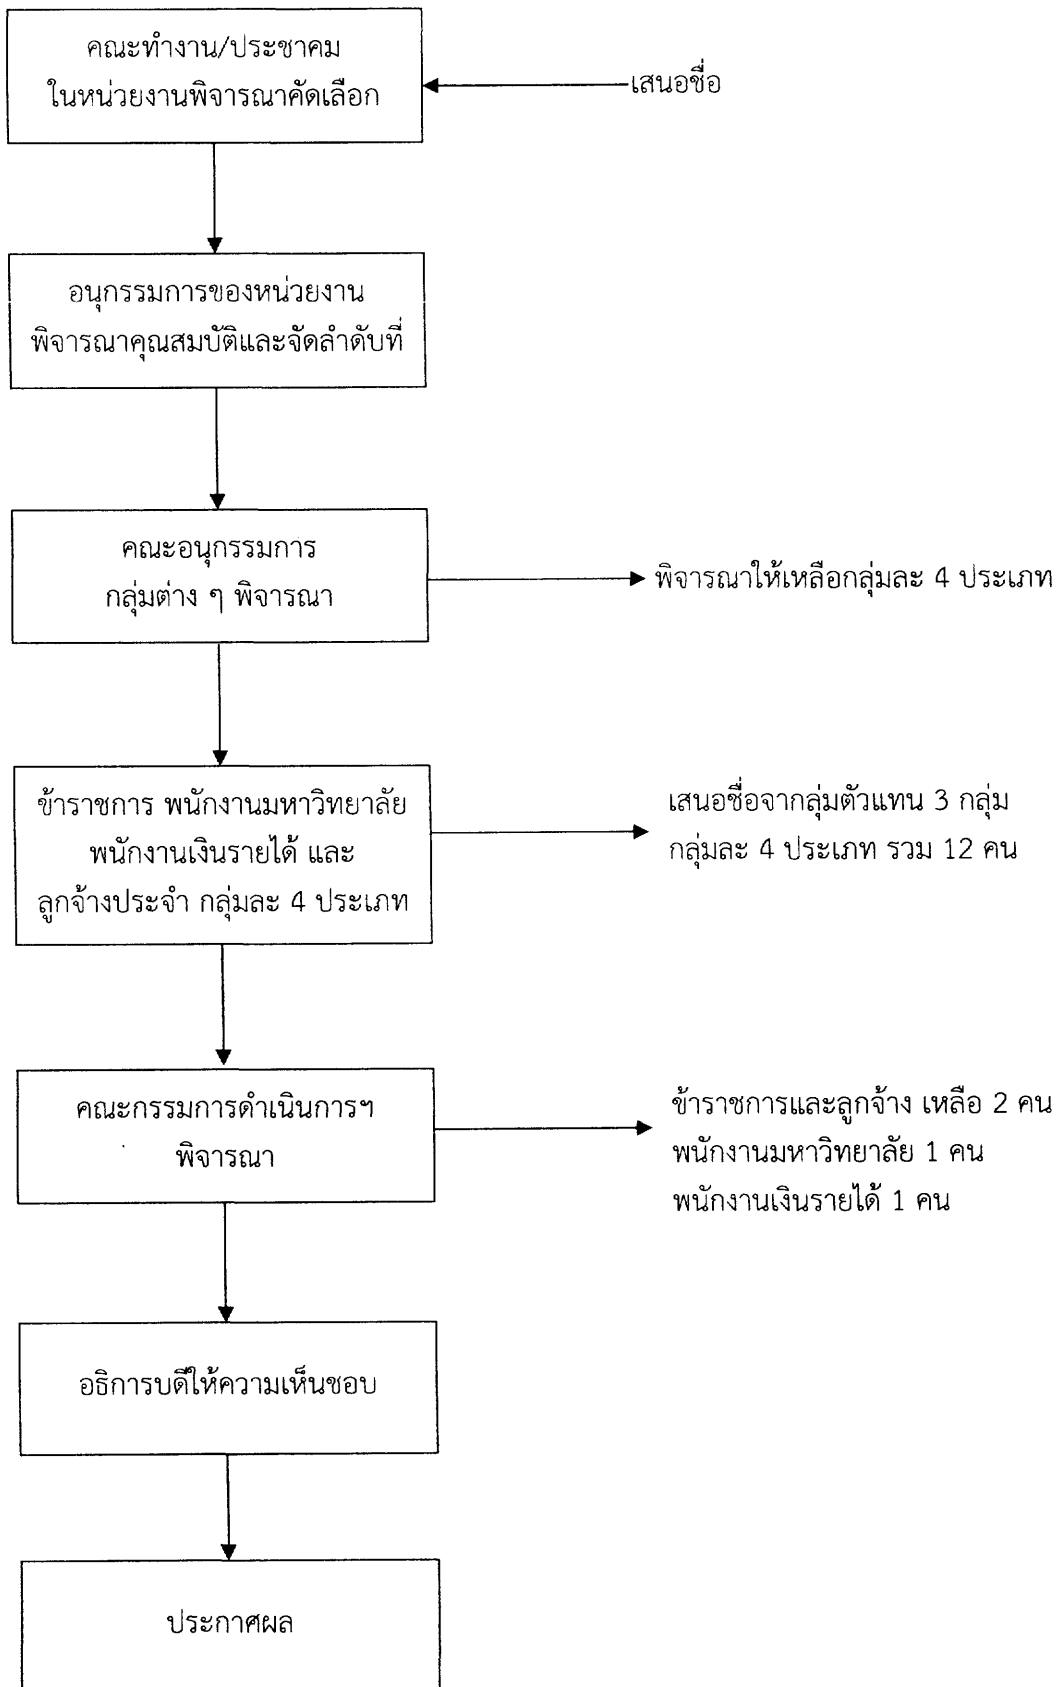 คณะทำงาน/ประชาคม
ในหน่วยงานพิจารณาคัดเลือก
เสนอชื่อ
อนุกรรมการของหน่วยงาน
พิจารณาคุณสมบัติและจัดลำดับที่
คณะอนุกรรมการ
กลุ่มต่าง ๆ พิจารณา
พิจารณาให้เหลือกลุ่มละ 4 ประเภท
ข้าราชการ พนักงานมหาวิทยาลัย
พนักงานเงินรายได้ และ
ลูกจ้างประจำ กลุ่มละ 4 ประเภท
เสนอชื่อจากกลุ่มตัวแทน 3 กลุ่ม
กลุ่มละ 4 ประเภท รวม 12 คน
คณะกรรมการดำเนินการฯ
พิจารณา
ข้าราชการและลูกจ้าง เหลือ 2 คน
พนักงานมหาวิทยาลัย 1 คน
พนักงานเงินรายได้ 1 คน
อธิการบดีให้ความเห็นชอบ
ประกาศผล